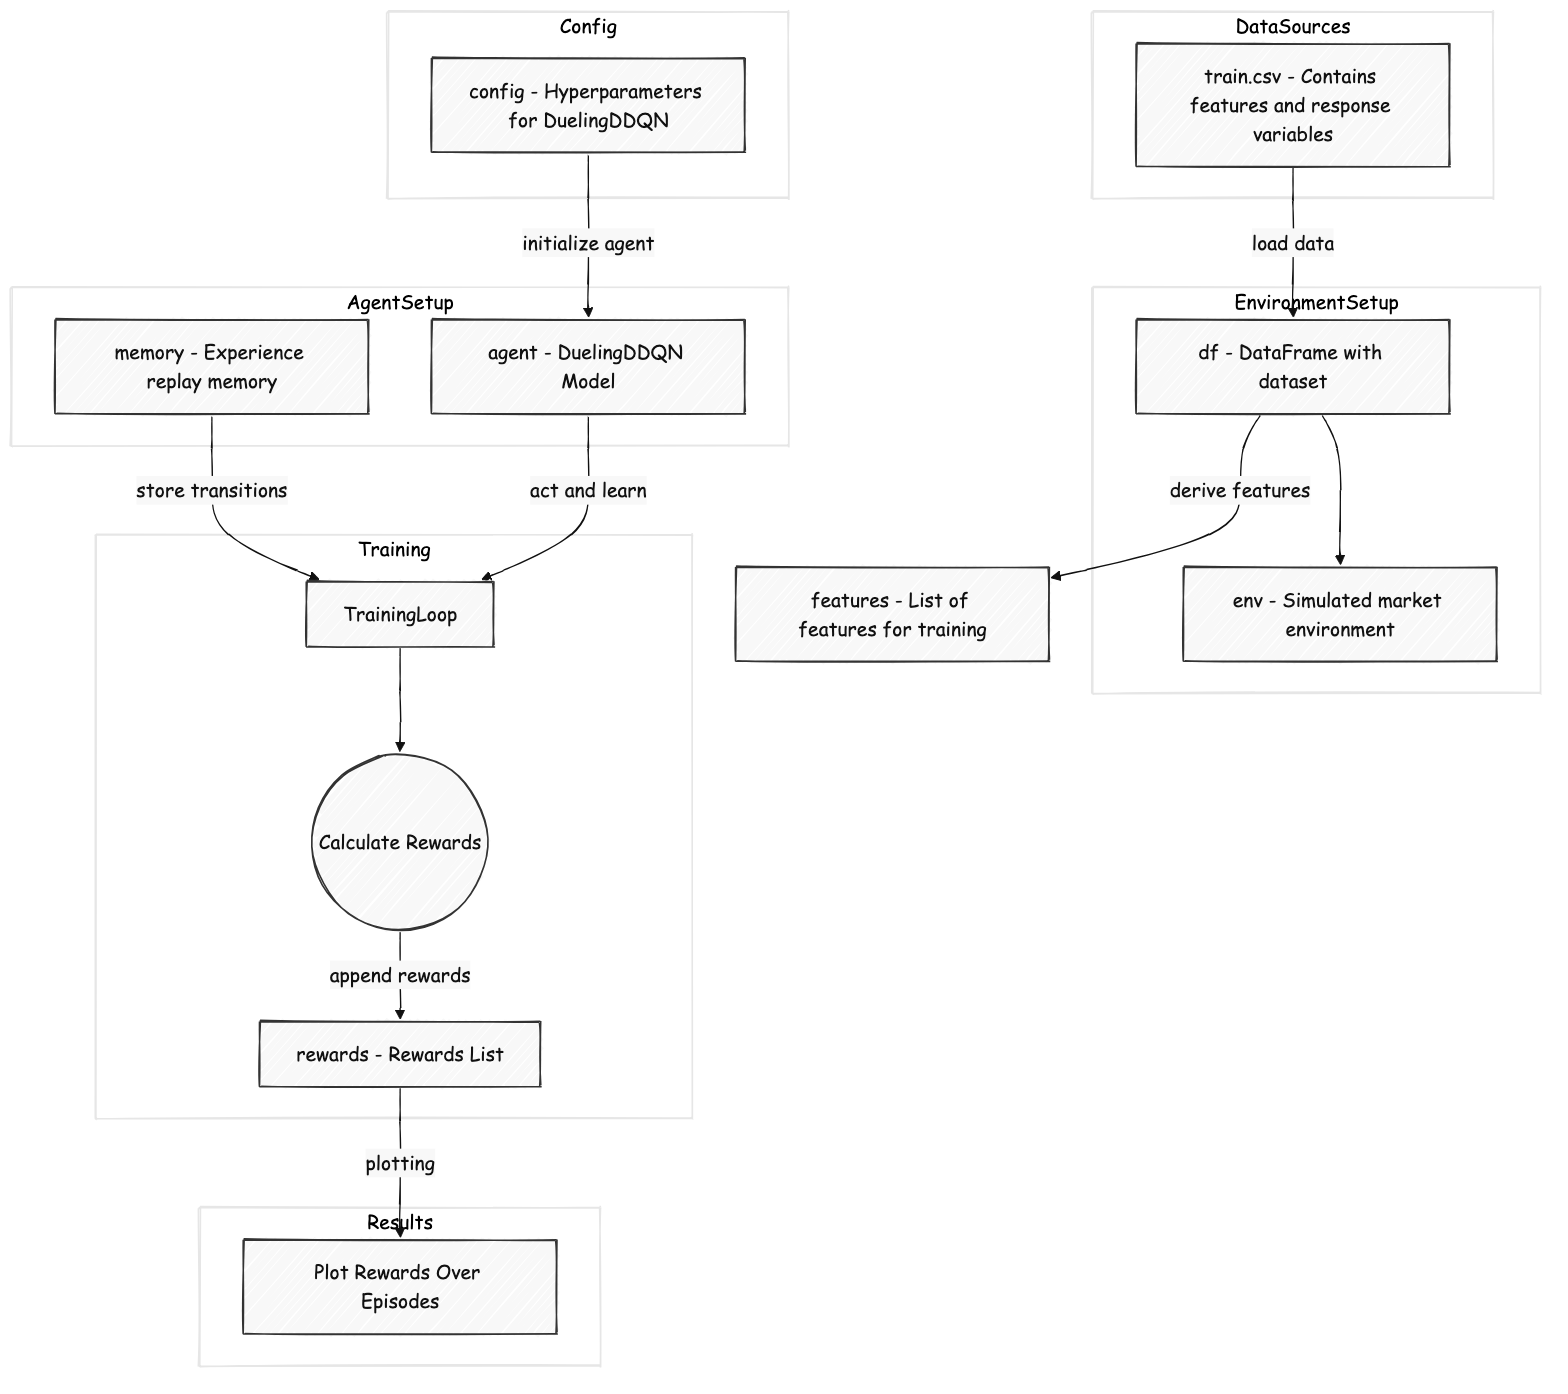 Config
config - Hyperparameters
for DuelingDDQN
DataSources
train.csv - Contains
features and response
variables
initialize agent
load data
AgentSetup
memory - Experience
replay memory
agent - DuelingDDQN
Model
EnvironmentSetup
df - DataFrame with
dataset
store transitions
act and learn
derive features
Training
TrainingLoop
features - List of
features for training
env - Simulated market
environment
Calculate Rewards
append rewards
rewards - Rewards List
plotting
Results
Plot Rewards Over
Episodes